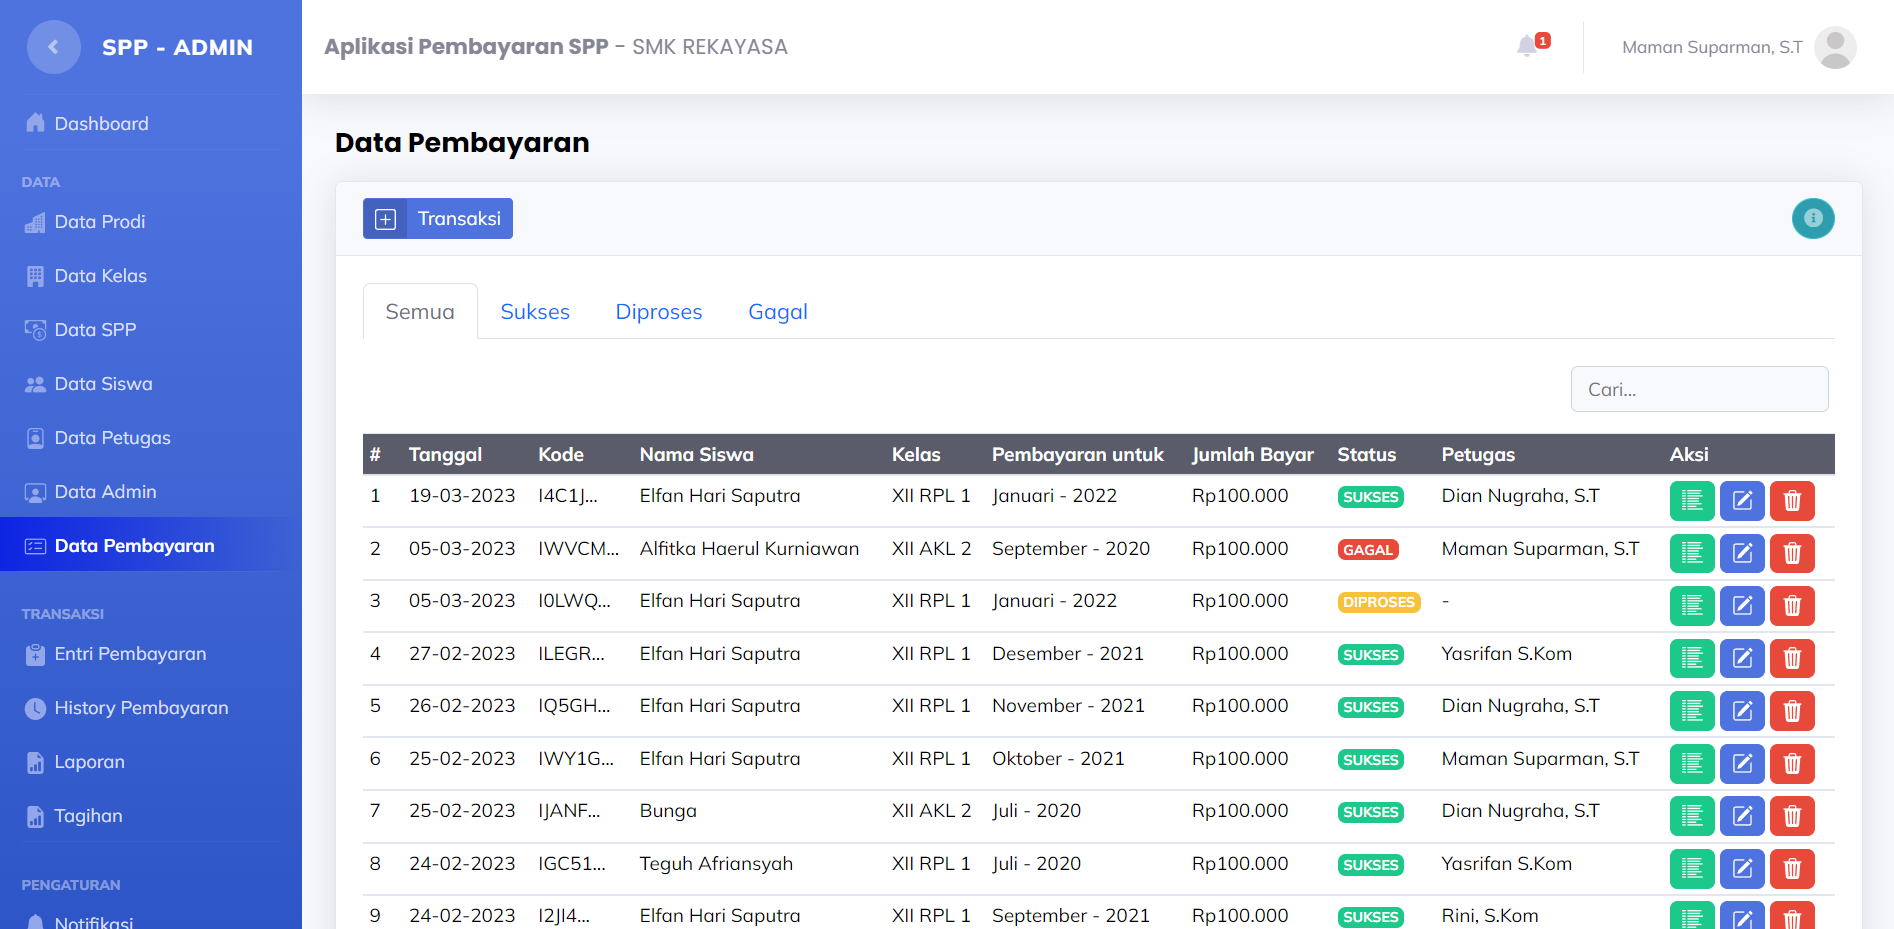 SPP - ADMIN
Aplikasi Pembayaran SPP - SMK REKAYASA
1
Maman Suparman, S.T
Dashboard
DATA
Data Prodi
Data Kelas
Data SPP
Data Siswa
Data Petugas
Data Admin
Data Pembayaran
TRANSAKSI
Entri Pembayaran
History Pembayaran
Laporan
Tagihan
PENGATURAN
Notifikasi
Data Pembayaran
Transaksi
Semua Sukses Diproses Gagal
Cari...
# Tanggal Kode Nama Siswa Kelas Pembayaran untuk Jumlah Bayar Status Petugas Aksi
1 19-03-2023 I4C1J... Elfan Hari Saputra XII RPL 1 Januari - 2022 Rp100.000 SUKSES Dian Nugraha, S.T
2 05-03-2023 IWVCM... Alfitka Haerul Kurniawan XII AKL 2 September - 2020 Rp100.000 GAGAL Maman Suparman, S.T
3 05-03-2023 I0LWQ... Elfan Hari Saputra XII RPL 1 Januari - 2022 Rp100.000 DIPROSES -
4 27-02-2023 ILEGR... Elfan Hari Saputra XII RPL 1 Desember - 2021 Rp100.000 SUKSES Yasrifan S.Kom
5 26-02-2023 IQ5GH... Elfan Hari Saputra XII RPL 1 November - 2021 Rp100.000 SUKSES Dian Nugraha, S.T
6 25-02-2023 IWY1G... Elfan Hari Saputra XII RPL 1 Oktober - 2021 Rp100.000 SUKSES Maman Suparman, S.T
7 25-02-2023 IJANF... Bunga XII AKL 2 Juli - 2020 Rp100.000 SUKSES Dian Nugraha, S.T
8 24-02-2023 IGC51... Teguh Afriansyah XII RPL 1 Juli - 2020 Rp100.000 SUKSES Yasrifan S.Kom
9 24-02-2023 I2JI4... Elfan Hari Saputra XII RPL 1 September - 2021 Rp100.000 SUKSES Rini, S.Kom